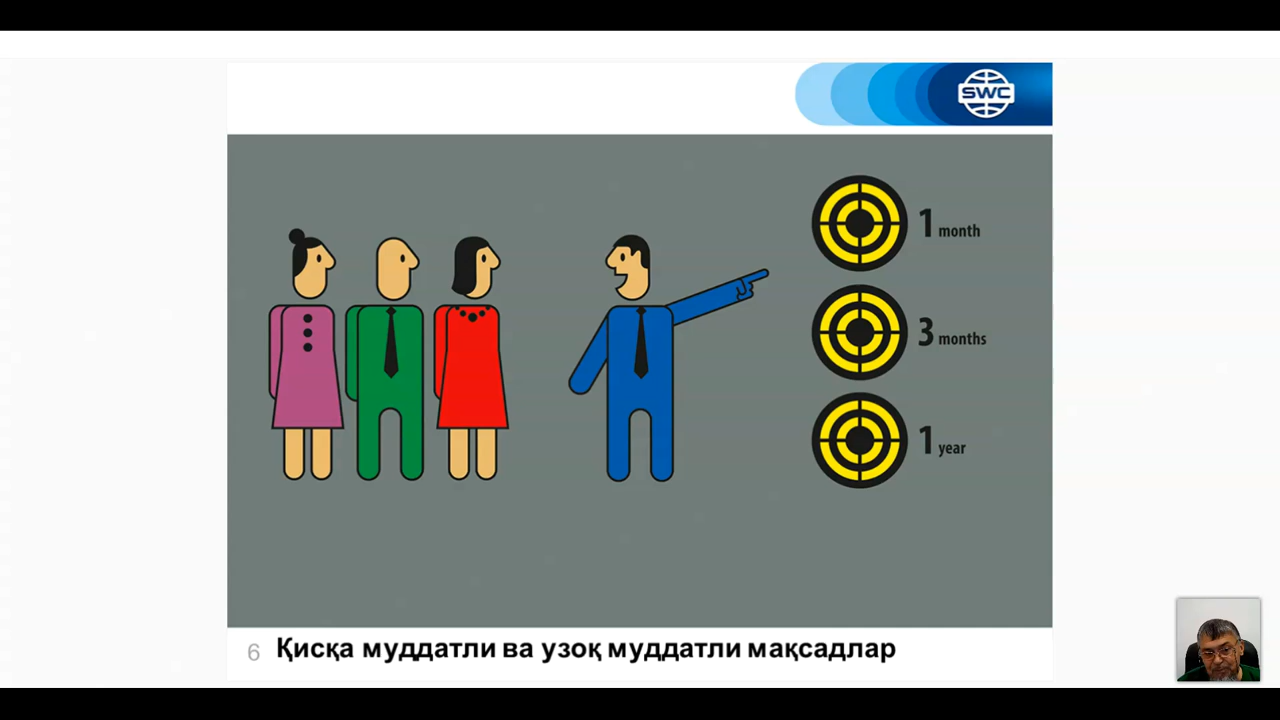 SWC
1 month
3 months
1 year
6 Қисқа муддатли ва узоқ муддатли мақсадлар